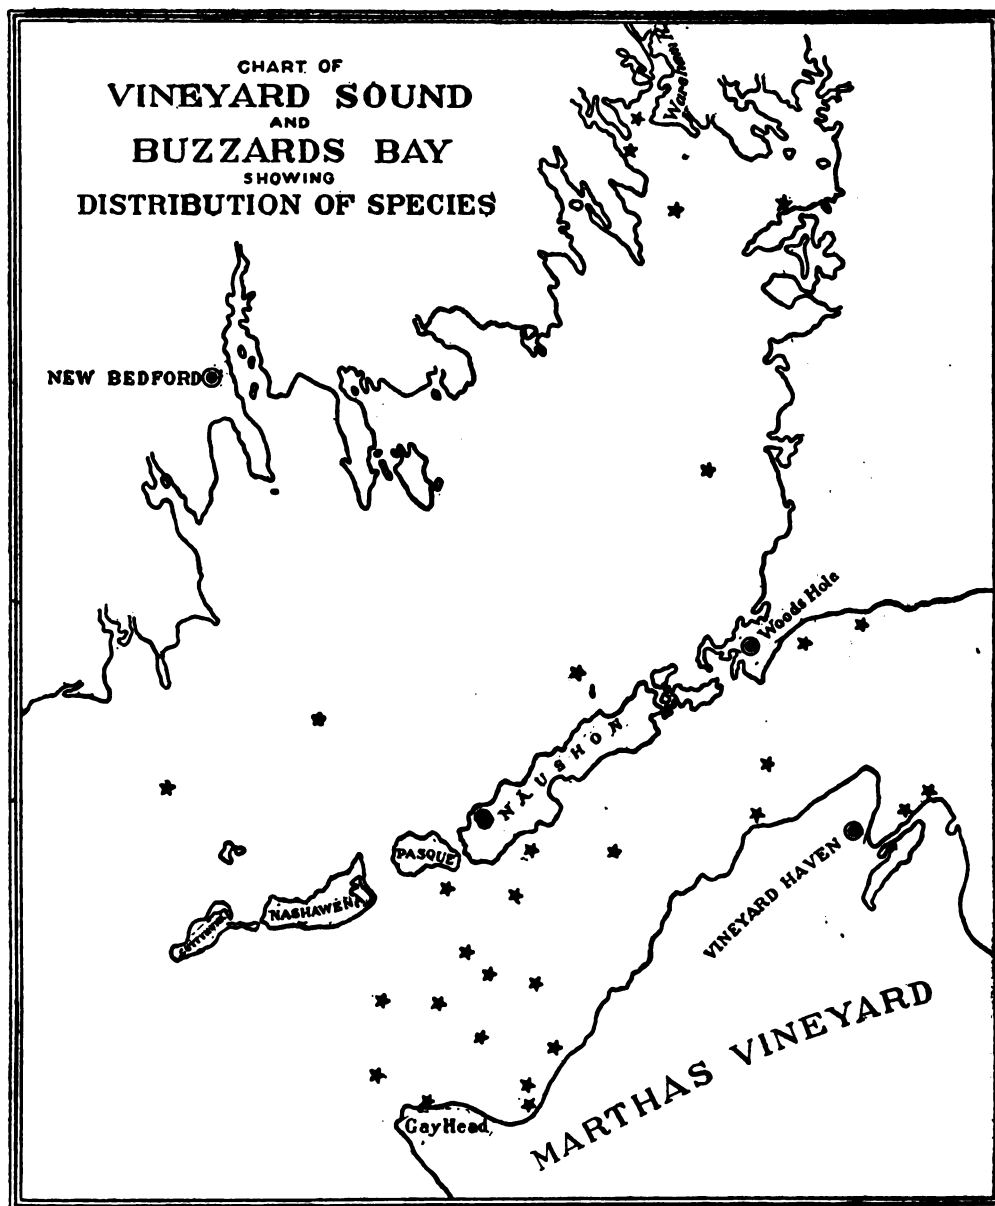 CHART OF
VINEYARD SOUND
AND
BUZZARDS BAY
SHOWING
DISTRIBUTION OF SPECIES
Wareham R.
NEW BEDFORD
Woods Hole
NAUSHON
PASQUE
NASHAWENA
VINEYARD HAVEN
MARTHAS VINEYARD
Gay Head